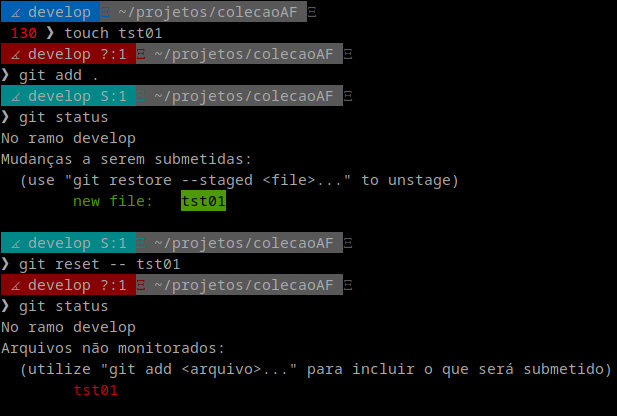 ∡ develop Ξ ~/projetos/colecaoAF Ξ
130 ❯ touch tst01
∡ develop ?:1 Ξ ~/projetos/colecaoAF Ξ
❯ git add .
∡ develop S:1 Ξ ~/projetos/colecaoAF Ξ
❯ git status
No ramo develop
Mudanças a serem submetidas:
(use "git restore --staged <file>..." to unstage)
new file: tst01
∡ develop S:1 Ξ ~/projetos/colecaoAF Ξ
❯ git reset -- tst01
∡ develop ?:1 Ξ ~/projetos/colecaoAF Ξ
❯ git status
No ramo develop
Arquivos não monitorados:
(utilize "git add <arquivo>..." para incluir o que será submetido)
tst01